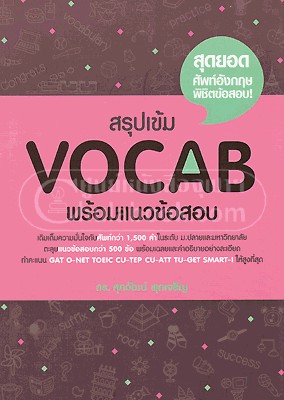 สุดยอด
ศัพท์อังกฤษ
พิชิตข้อสอบ!
สรุปเข้ม
VOCAB
พร้อมแนวข้อสอบ
เติมเต็มความมั่นใจกับศัพท์กว่า 1,500 คำ ในระดับ ม.ปลายและมหาวิทยาลัย
ตะลุยแนวข้อสอบกว่า 500 ข้อ พร้อมเฉลยและคำอธิบายอย่างละเอียด
ทำคะแนน GAT O-NET TOEIC CU-TEP CU-ATT TU-GET SMART-I ให้สูงที่สุด
ดร.